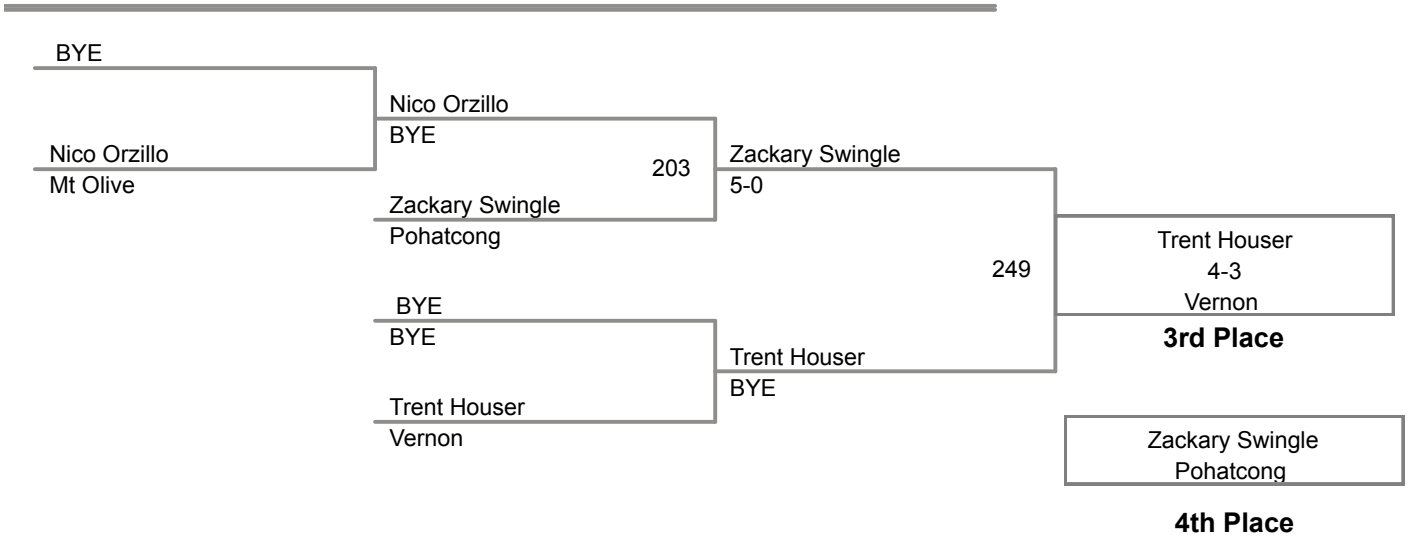 BYE
Nico Orzillo
BYE
Nico Orzillo
Mt Olive
203
Zackary Swingle
5-0
Zackary Swingle
Pohatcong
249
Trent Houser
4-3
Vernon
3rd Place
BYE
BYE
Trent Houser
BYE
Trent Houser
Vernon
Zackary Swingle
Pohatcong
4th Place